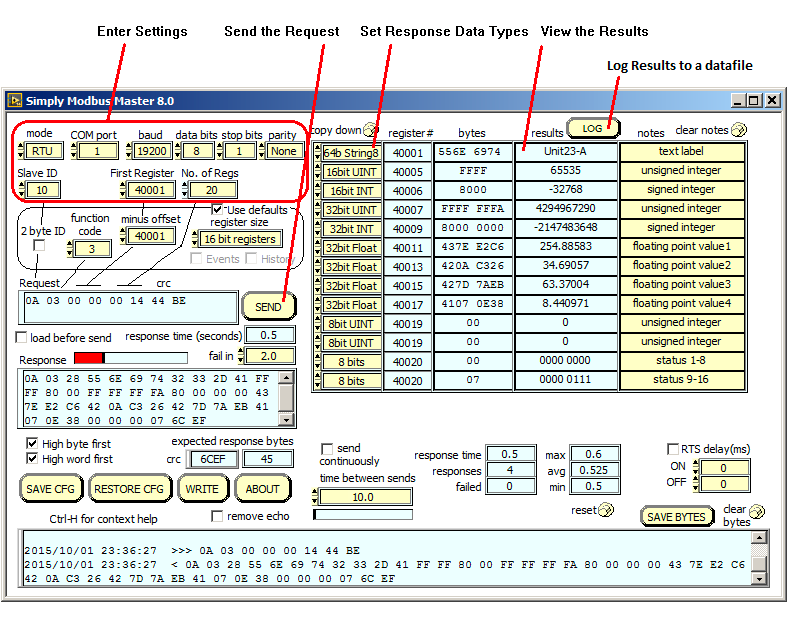 Enter Settings Send the Request Set Response Data Types View the Results
Log Results to a datafile
Simply Modbus Master 8.0
mode COM port baud data bits stop bits parity
RTU 1 19200 8 1 None
Slave ID First Register No. of Regs
10 40001 20
2 byte ID function code minus offset Use defaults register size
3 40001 16 bit registers
Events History
Request crc
0A 03 00 00 00 14 44 BE SEND
load before send response time (seconds) 0.5
Response fail in 2.0
0A 03 28 55 6E 69 74 32 33 2D 41 FF
FF 80 00 FF FF FF FA 80 00 00 00 43
7E E2 C6 42 0A C3 26 42 7D 7A EB 41
07 0E 38 00 00 00 07 6C EF
High byte first expected response bytes
High word first crc 6CEF 45
SAVE CFG RESTORE CFG WRITE ABOUT
Ctrl-H for context help remove echo
copy down register# bytes results LOG notes clear notes
64b String8 40001 556E 6974 Unit23-A text label
16bit UINT 40005 FFFF 65535 unsigned integer
16bit INT 40006 8000 -32768 signed integer
32bit UINT 40007 FFFF FFFA 4294967290 unsigned integer
32bit INT 40009 8000 0000 -2147483648 signed integer
32bit Float 40011 437E E2C6 254.88583 floating point value1
32bit Float 40013 420A C326 34.69057 floating point value2
32bit Float 40015 427D 7AEB 63.37004 floating point value3
32bit Float 40017 4107 0E38 8.440971 floating point value4
8bit UINT 40019 00 0 unsigned integer
8bit UINT 40019 00 0 unsigned integer
8 bits 40020 00 0000 0000 status 1-8
8 bits 40020 07 0000 0111 status 9-16
send continuously
time between sends
10.0
response time 0.5 max 0.6
responses 4 avg 0.525
failed 0 min 0.5
reset
RTS delay(ms)
ON 0
OFF 0
SAVE BYTES clear bytes
2015/10/01 23:36:27 >>> 0A 03 00 00 00 14 44 BE
2015/10/01 23:36:27 < 0A 03 28 55 6E 69 74 32 33 2D 41 FF FF 80 00 FF FF FF FA 80 00 00 00 43 7E E2 C6
42 0A C3 26 42 7D 7A EB 41 07 0E 38 00 00 00 07 6C EF